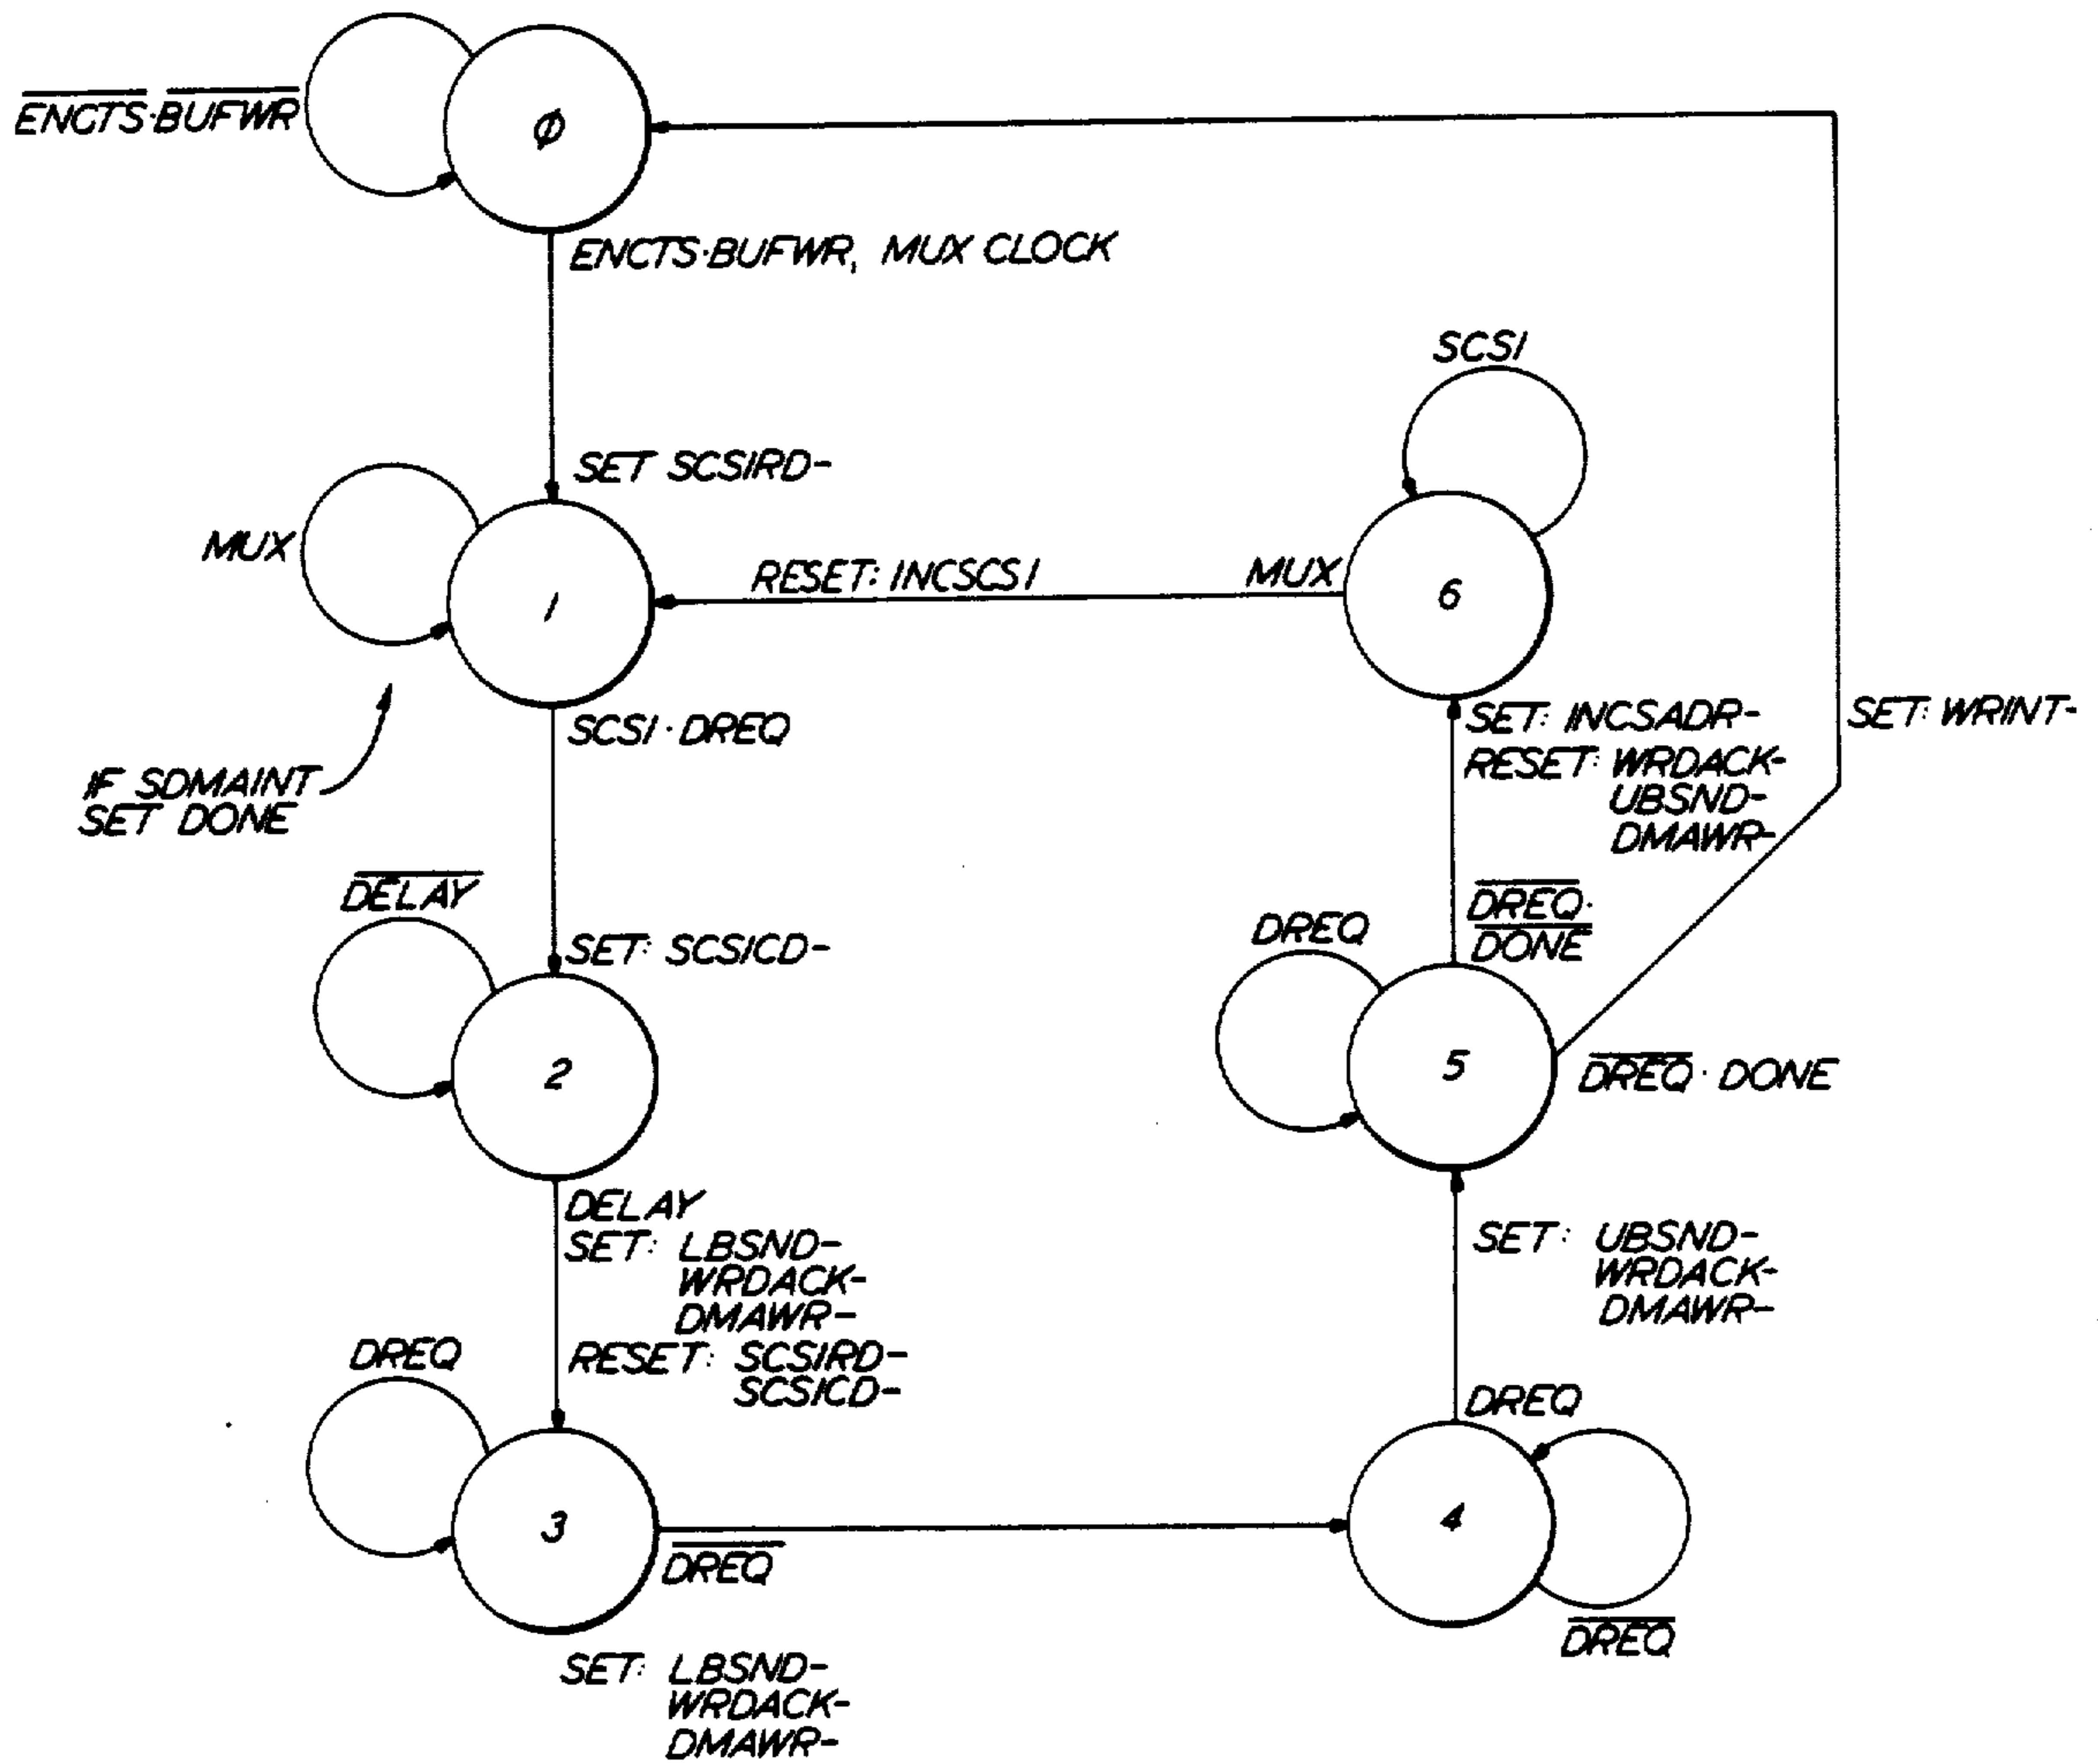 φ
ENCTS·BUFWR
ENCTS·BUFWR, MUX CLOCK
SCSI
SET SCSIRD-
MUX
1
RESET: INCSCSI
MUX
6
SCSI·DREQ
SET: INCSADR-
RESET: WRDACK-
UBSND-
DMAWR-
SET: WRINT-
IF SDMAINT
SET DONE
DELAY
SET: SCSICD-
DREQ·
DONE
DREQ
2
5
DREQ·DONE
DELAY
SET: LBSND-
WRDACK-
DMAWR-
RESET: SCSIRD-
SCSICD-
SET: UBSND-
WRDACK-
DMAWR-
DREQ
DREQ
3
4
DREQ
DREQ
SET: LBSND-
WRDACK-
DMAWR-